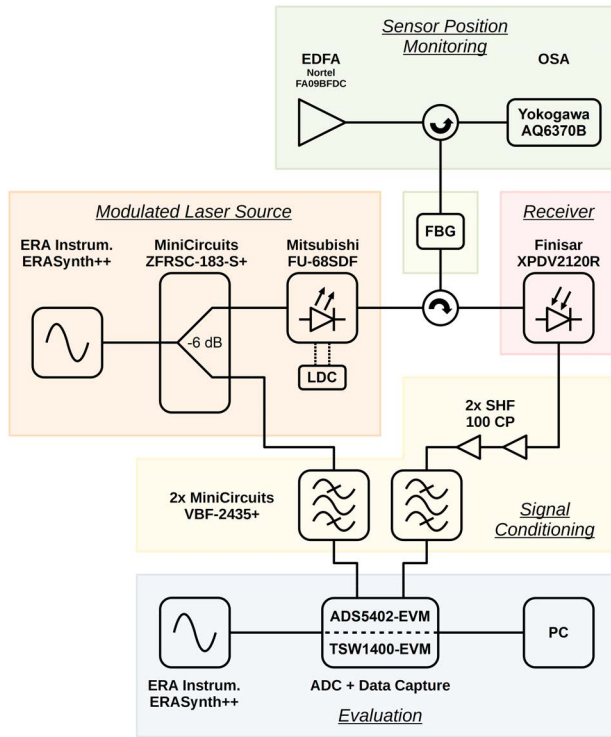 Sensor Position
Monitoring
EDFA
Nortel
FA09BFDC
OSA
Yokogawa
AQ6370B
Modulated Laser Source
FBG
Receiver
ERA Instrum.
ERASynth++
MiniCircuits
ZFRSC-183-S+
Mitsubishi
FU-68SDF
Finisar
XPDV2120R
-6 dB
LDC
2x SHF
100 CP
2x MiniCircuits
VBF-2435+
Signal
Conditioning
ADS5402-EVM
TSW1400-EVM
PC
ERA Instrum.
ERASynth++
ADC + Data Capture
Evaluation